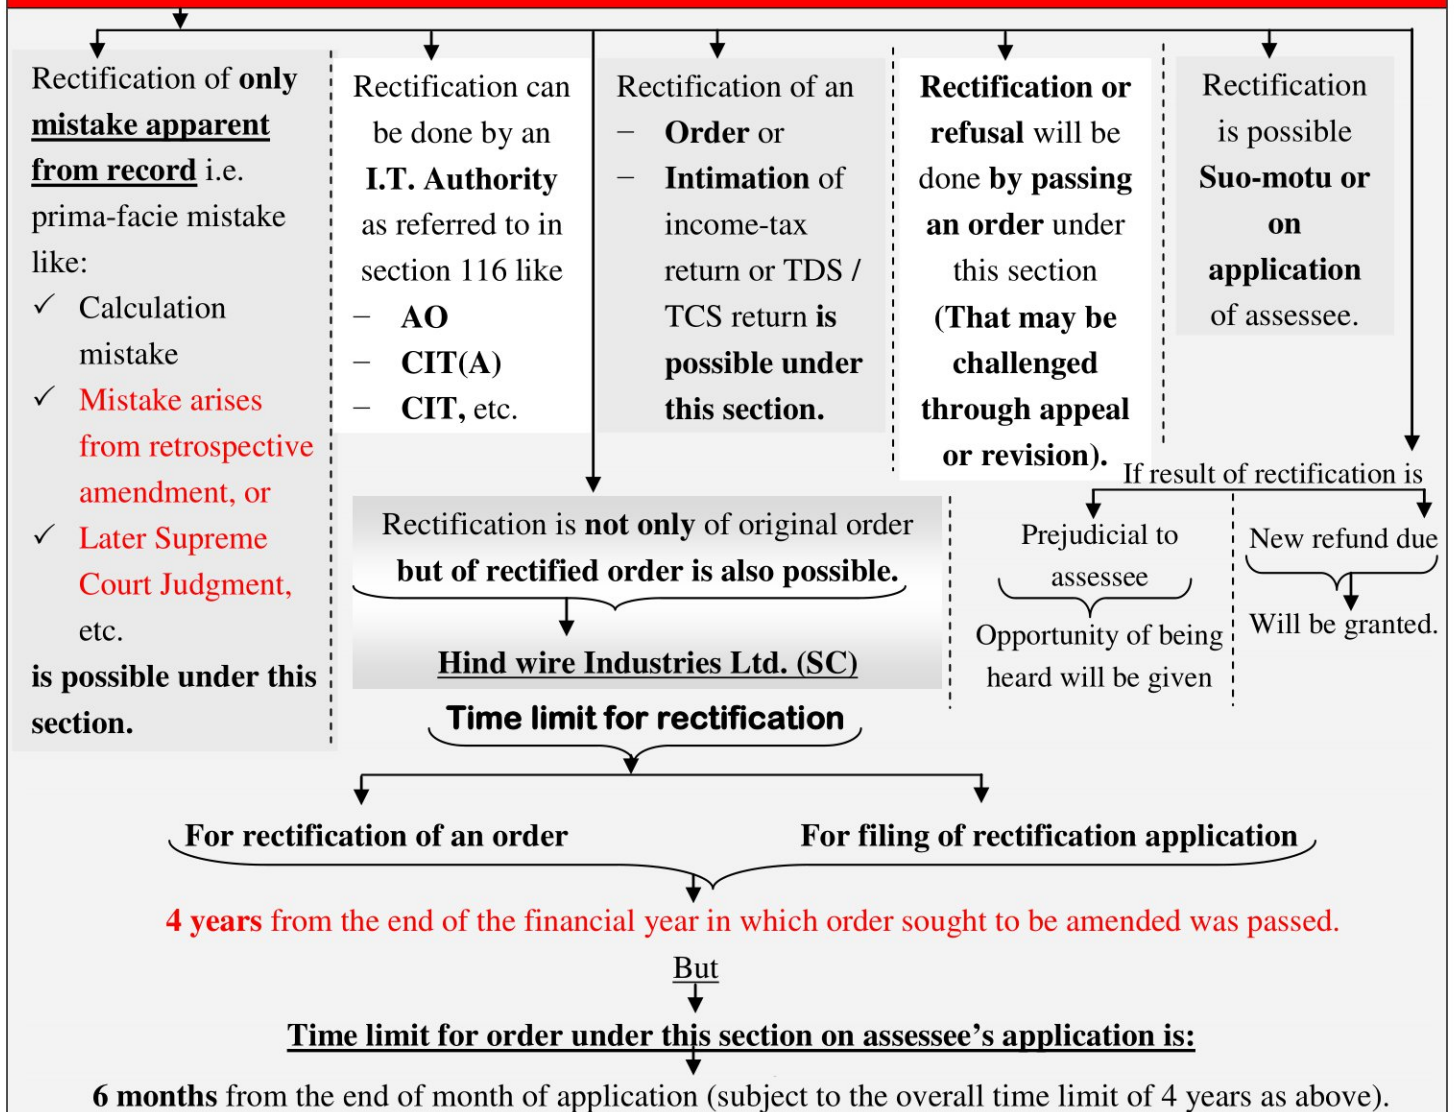 Rectification of only
mistake apparent
from record i.e.
prima-facie mistake
like:
✓ Calculation
mistake
✓ Mistake arises
from retrospective
amendment, or
✓ Later Supreme
Court Judgment,
etc.
is possible under this
section.
Rectification can
be done by an
I.T. Authority
as referred to in
section 116 like
– AO
– CIT(A)
– CIT, etc.
Rectification of an
– Order or
– Intimation of
income-tax
return or TDS /
TCS return is
possible under
this section.
Rectification or
refusal will be
done by passing
an order under
this section
(That may be
challenged
through appeal
or revision).
Rectification
is possible
Suo-motu or
on
application
of assessee.
If result of rectification is
Prejudicial to
assessee
Opportunity of being
heard will be given
New refund due
Will be granted.
Rectification is not only of original order
but of rectified order is also possible.
Hind wire Industries Ltd. (SC)
Time limit for rectification
For rectification of an order
For filing of rectification application
4 years from the end of the financial year in which order sought to be amended was passed.
But
Time limit for order under this section on assessee's application is:
6 months from the end of month of application (subject to the overall time limit of 4 years as above).